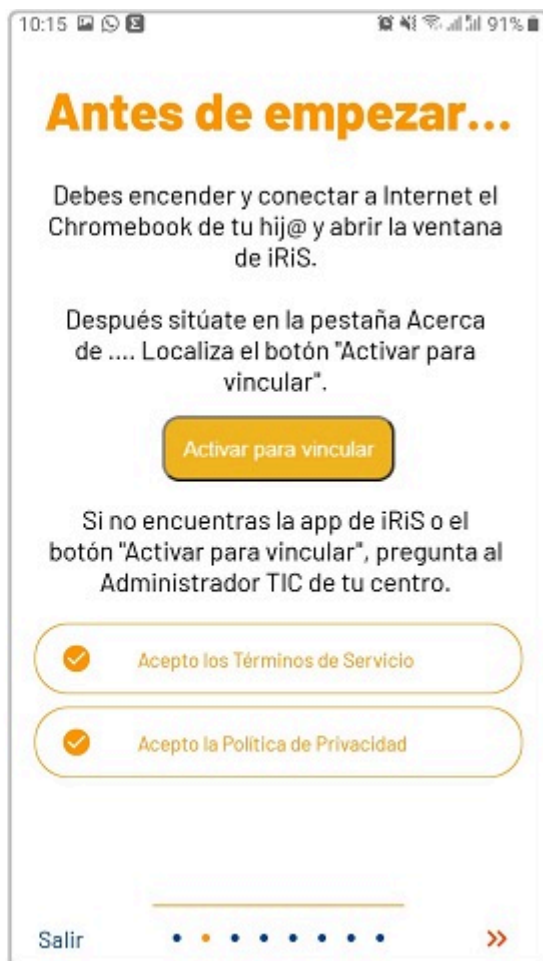 10:15 91%
Antes de empezar...
Debes encender y conectar a Internet el
Chromebook de tu hij@ y abrir la ventana
de iRiS.
Después sitúate en la pestaña Acerca
de .... Localiza el botón "Activar para
vincular".
Activar para vincular
Si no encuentras la app de iRiS o el
botón "Activar para vincular", pregunta al
Administrador TIC de tu centro.
Acepto los Términos de Servicio
Acepto la Política de Privacidad
Salir »